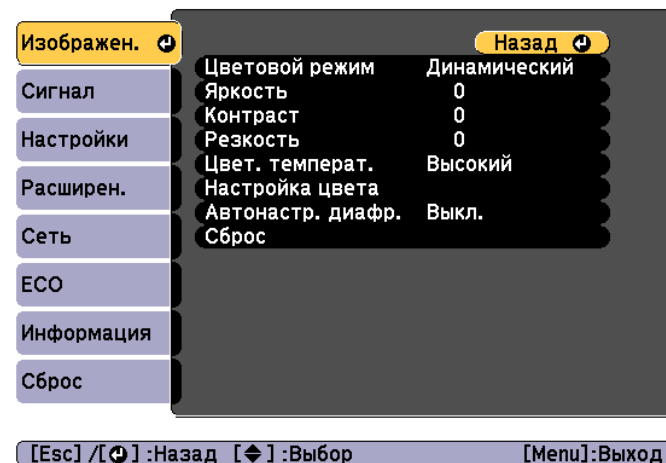 Изображен.
Сигнал
Настройки
Расширен.
Сеть
ECO
Информация
Сброс
Назад
Цветовой режим Динамический
Яркость 0
Контраст 0
Резкость 0
Цвет. температ. Высокий
Настройка цвета
Автонастр. диафр. Выкл.
Сброс
[Esc] /[ ] :Назад [ ] :Выбор [Menu]:Выход